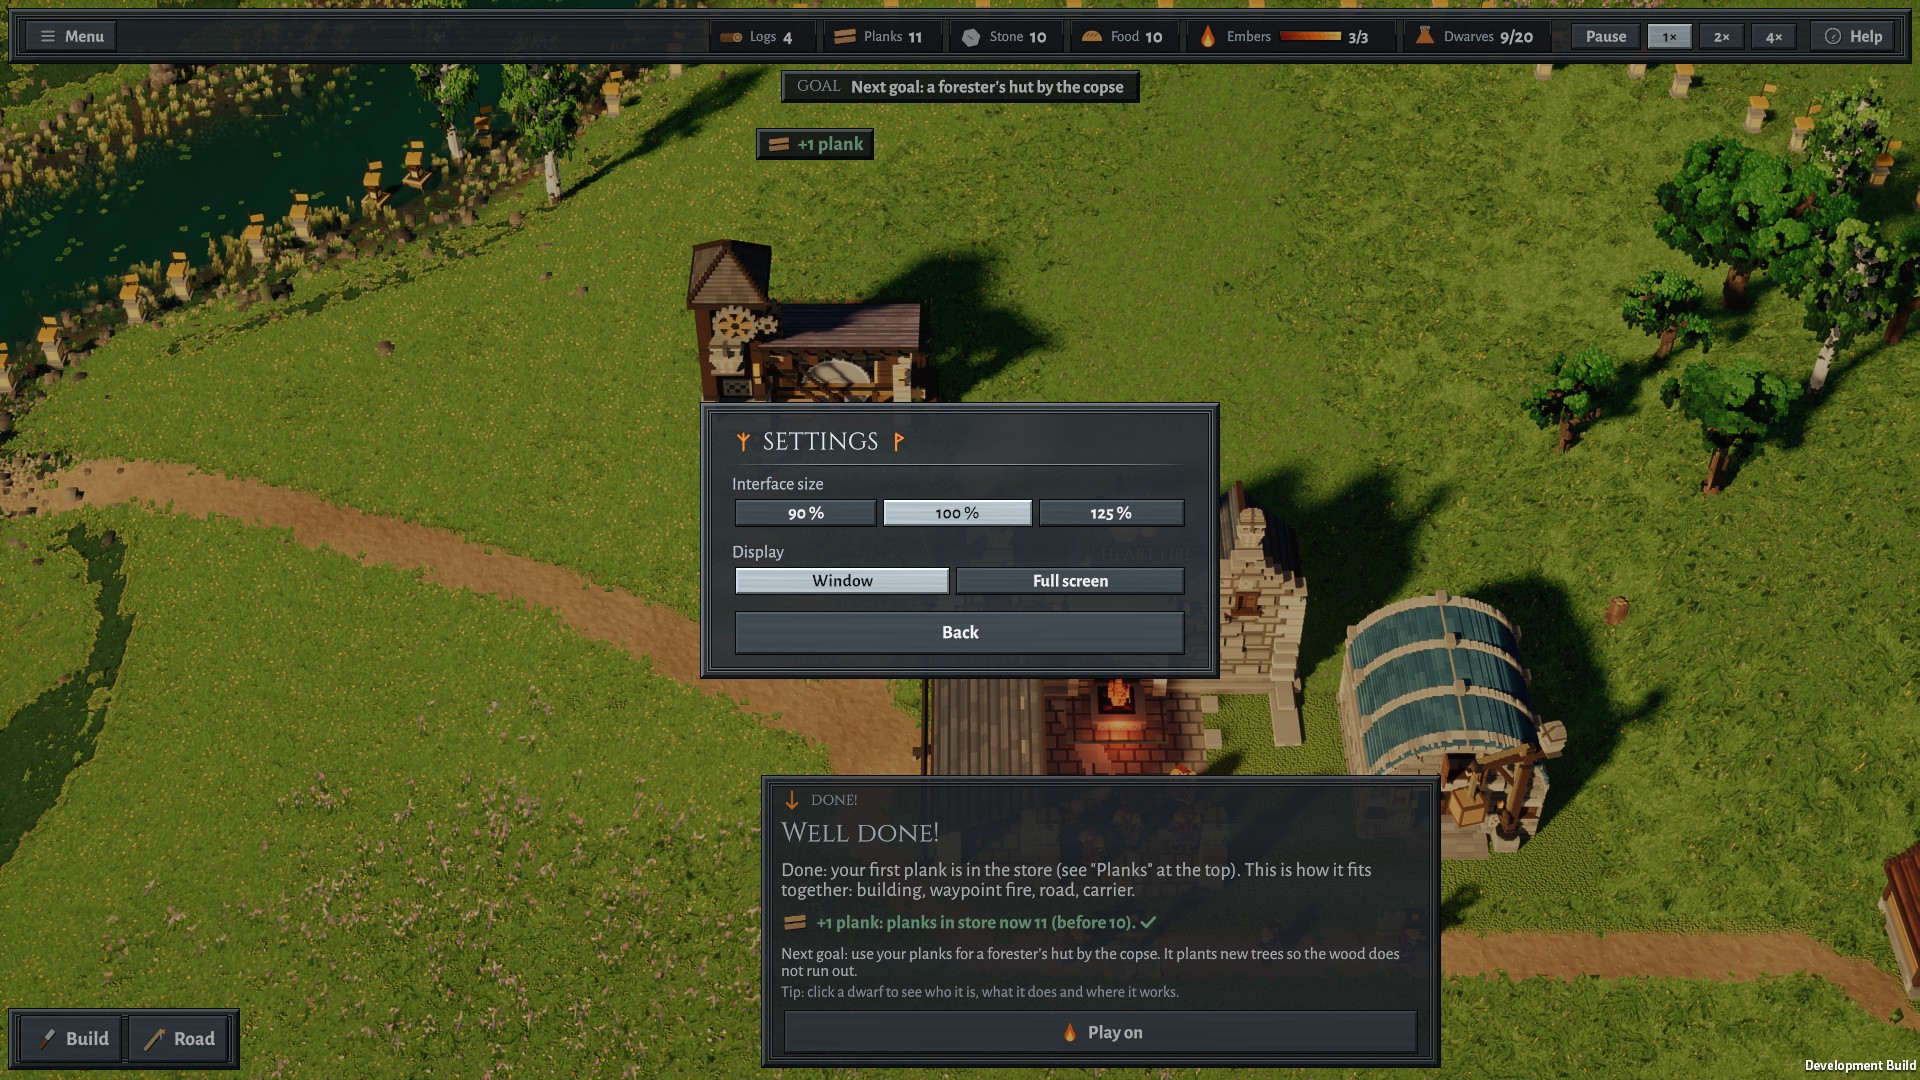 Menu
Logs 4
Planks 11
Stone 10
Food 10
Embers 3/3
Dwarves 9/20
Pause
1×
2×
4×
Help
GOAL Next goal: a forester's hut by the copse
+1 plank
SETTINGS
Interface size
90 %
100 %
125 %
Display
HEART FIRE
Window
Full screen
Back
DONE!
WELL DONE!
Done: your first plank is in the store (see "Planks" at the top). This is how it fits
together: building, waypoint fire, road, carrier.
+1 plank: planks in store now 11 (before 10).
Next goal: use your planks for a forester's hut by the copse. It plants new trees so the wood does
not run out.
Tip: click a dwarf to see who it is, what it does and where it works.
Play on
Build
Road
Development Build